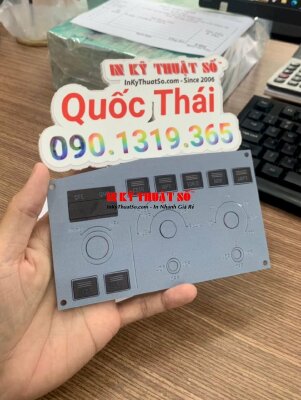 IN KỸ THUẬT SỐ
InKyThuatSo.com - Since 2006
Quốc Thái
090.1319.365
IN KỸ THUẬT SỐ
InKyThuatSo.com - In Nhanh Giá Rẻ